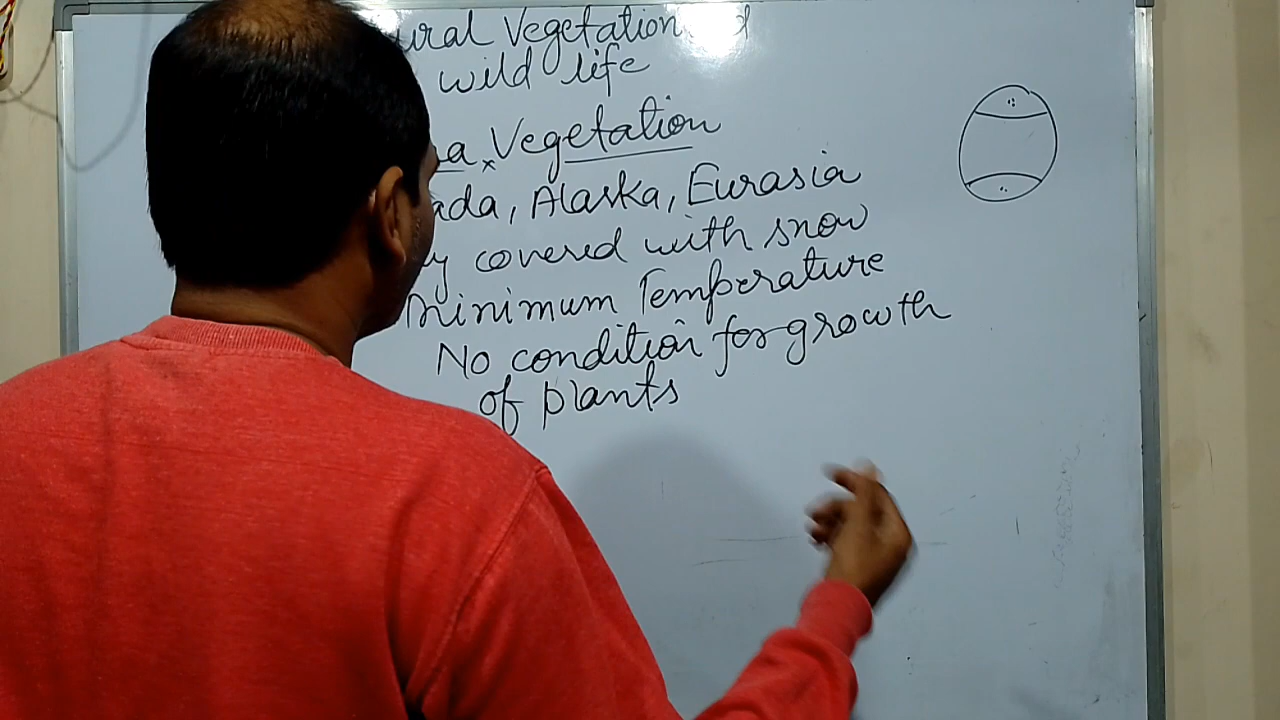 ural Vegetation d
wild life
a Vegetation
ada, Alaska, Eurasia
y covered with snow
Minimum Temperature
No condition for growth
of plants